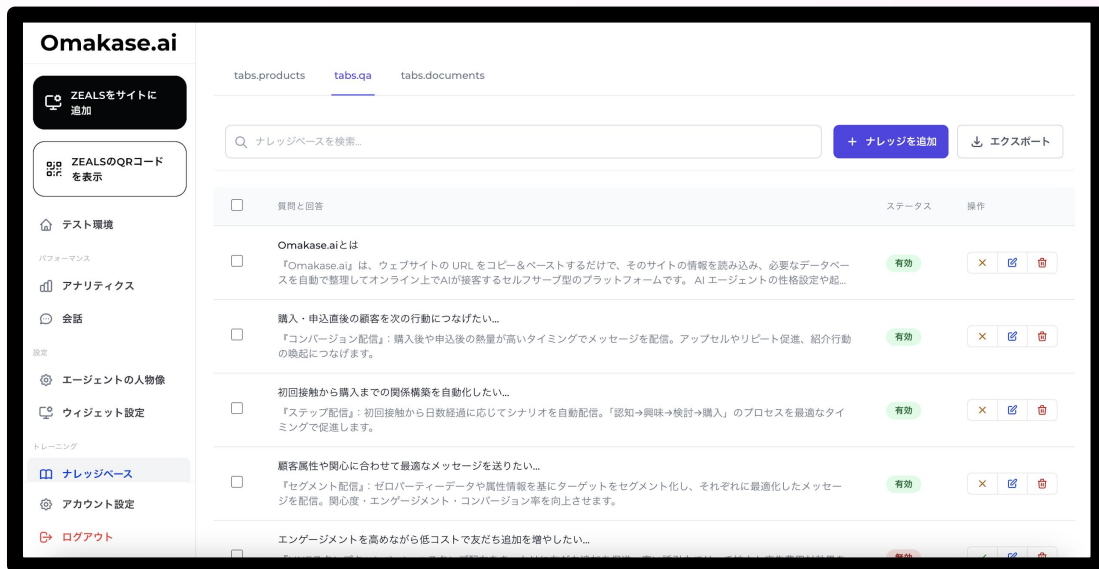 Omakase.ai
ZEALSをサイトに
追加
ZEALSのQRコード
を表示
テスト環境
パフォーマンス
アナリティクス
会話
設定
エージェントの人物像
ウィジェット設定
トレーニング
ナレッジベース
アカウント設定
ログアウト
tabs.products tabs.qa tabs.documents
ナレッジベースを検索...
+ ナレッジを追加
エクスポート
質問と回答 ステータス 操作
Omakase.aiとは
『Omakase.ai』は、ウェブサイトの URL をコピー＆ペーストするだけで、そのサイトの情報を読み込み、必要なデータベー
スを自動で整理してオンライン上でAIが接客するセルフサーブ型のプラットフォームです。 AI エージェントの性格設定や起...
有効
購入・申込直後の顧客を次の行動につなげたい...
『コンバージョン配信』：購入後や申込後の熱量が高いタイミングでメッセージを配信。アップセルやリピート促進、紹介行動
の喚起につなげます。
有効
初回接触から購入までの関係構築を自動化したい...
『ステップ配信』：初回接触から日数経過に応じてシナリオを自動配信。「認知→興味→検討→購入」のプロセスを最適なタイ
ミングで促進します。
有効
顧客属性や関心に合わせて最適なメッセージを送りたい...
『セグメント配信』：ゼロパーティーデータや属性情報を基にターゲットをセグメント化し、それぞれに最適化したメッセー
ジを配信。関心度・エンゲージメント・コンバージョン率を向上させます。
有効
エンゲージメントを高めながら低コストで友だち追加を増やしたい...
無効